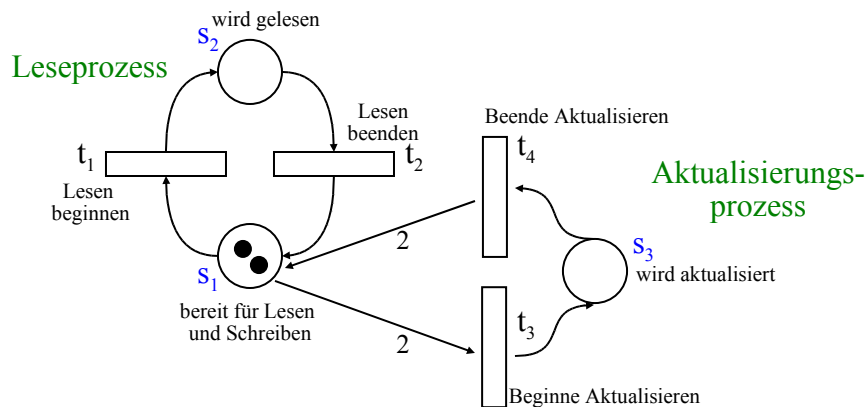 wird gelesen
s2
Leseprozess
Lesen
beenden
Beende Aktualisieren
t1
t2
t4
Lesen
beginnen
Aktualisierungs-
prozess
2
s3
s1
wird aktualisiert
bereit für Lesen
und Schreiben
t3
2
Beginne Aktualisieren